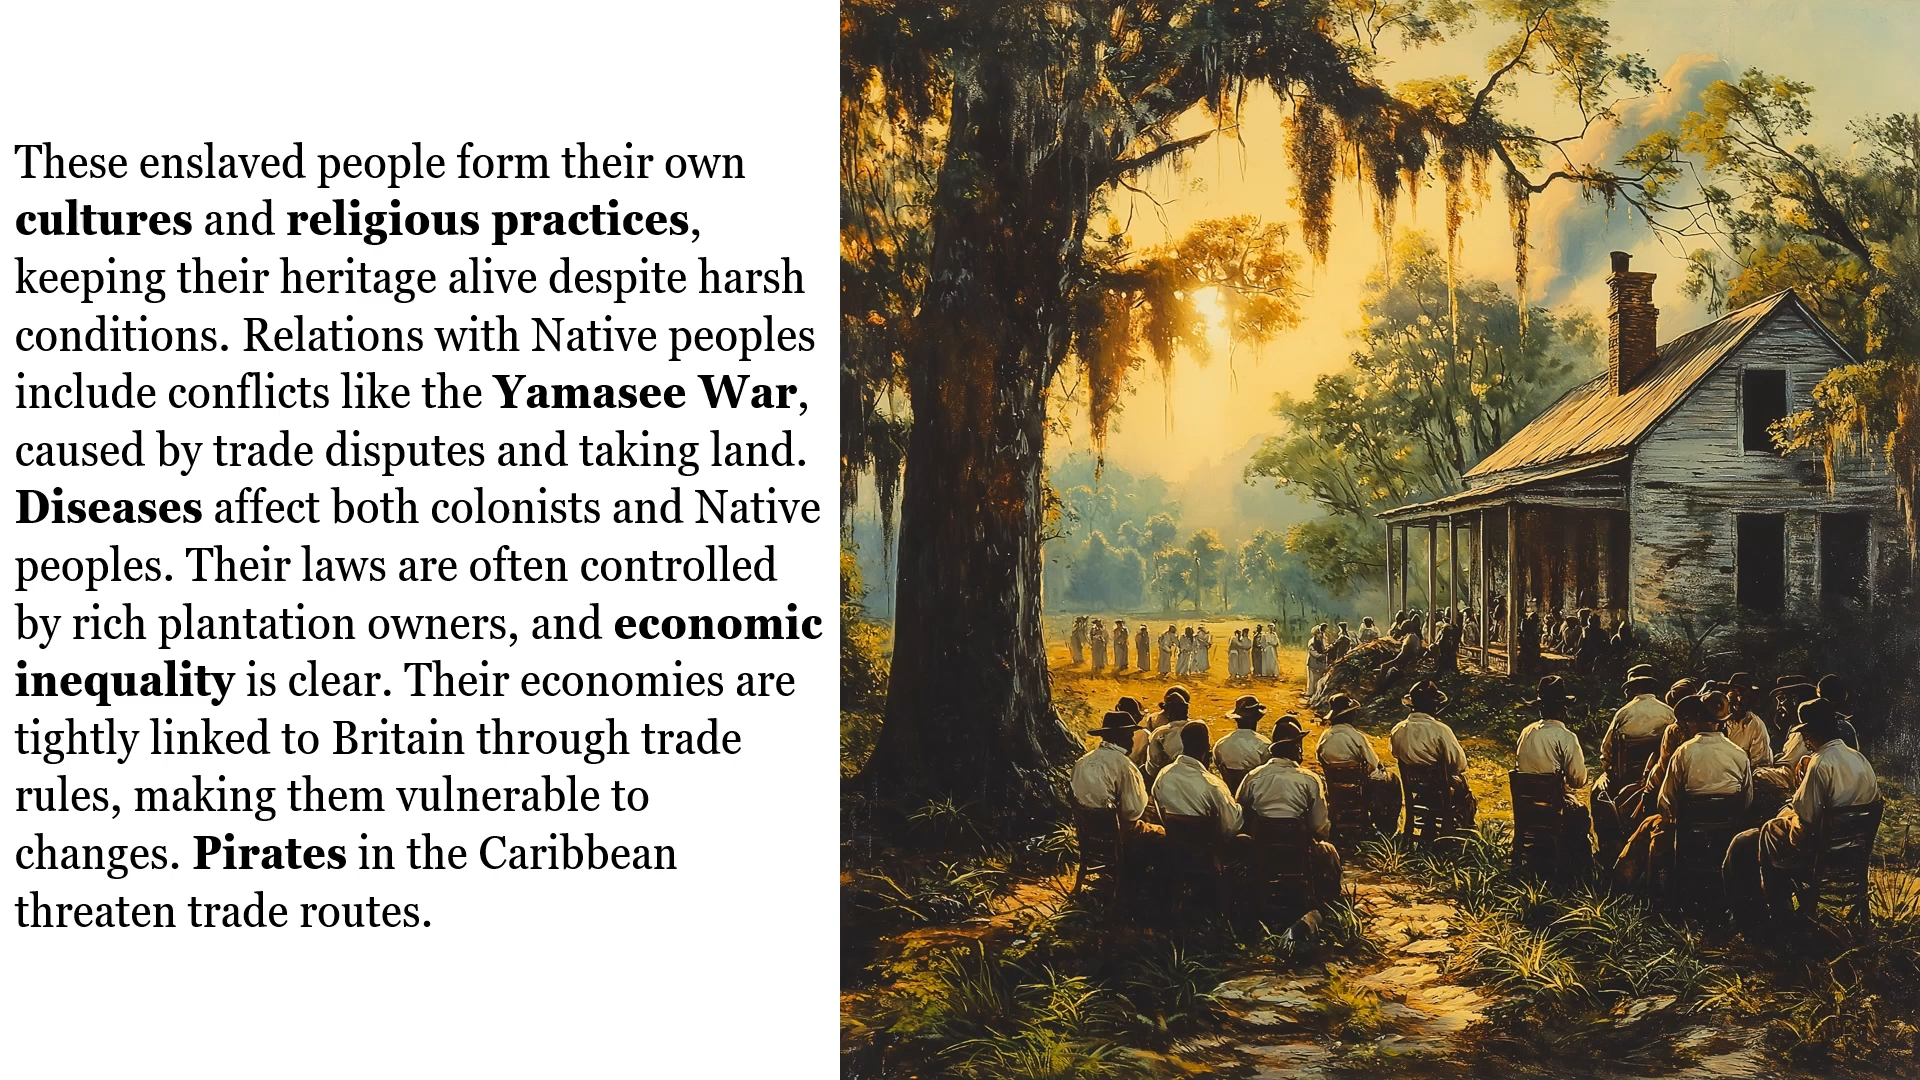 These enslaved people form their own
cultures and religious practices,
keeping their heritage alive despite harsh
conditions. Relations with Native peoples
include conflicts like the Yamasee War,
caused by trade disputes and taking land.
Diseases affect both colonists and Native
peoples. Their laws are often controlled
by rich plantation owners, and economic
inequality is clear. Their economies are
tightly linked to Britain through trade
rules, making them vulnerable to
changes. Pirates in the Caribbean
threaten trade routes.